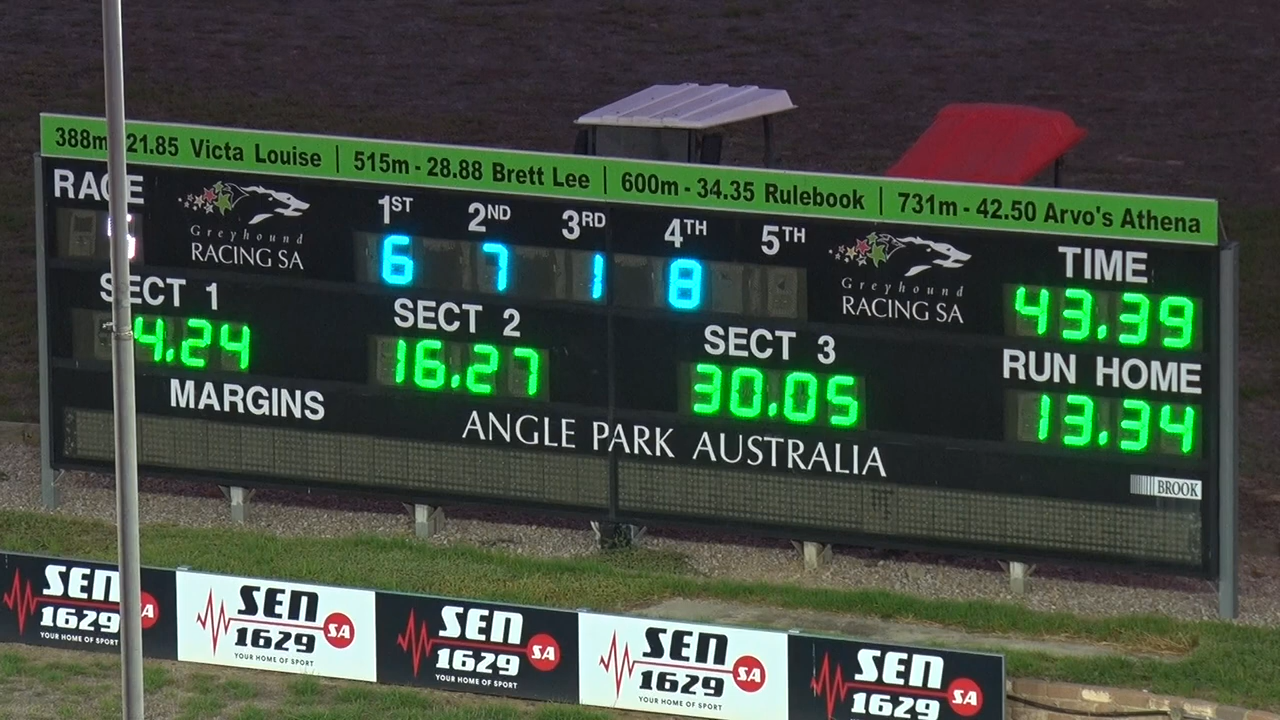 388m 21.85 Victa Louise | 515m - 28.88 Brett Lee | 600m - 34.35 Rulebook | 731m - 42.50 Arvo's Athena
RACE
Greyhound
RACING SA
1ST 2ND 3RD 4TH 5TH
6 7 1 8
Greyhound
RACING SA
TIME
43.39
SECT 1
4.24
SECT 2
16.27
SECT 3
30.05
RUN HOME
13.34
MARGINS
ANGLE PARK AUSTRALIA
BROOK
SEN
1629 SA
YOUR HOME OF SPORT
SEN
1629 SA
YOUR HOME OF SPORT
SEN
1629 SA
YOUR HOME OF SPORT
SEN
1629 SA
YOUR HOME OF SPORT
SEN
1629 SA
YOUR HOME OF SPORT